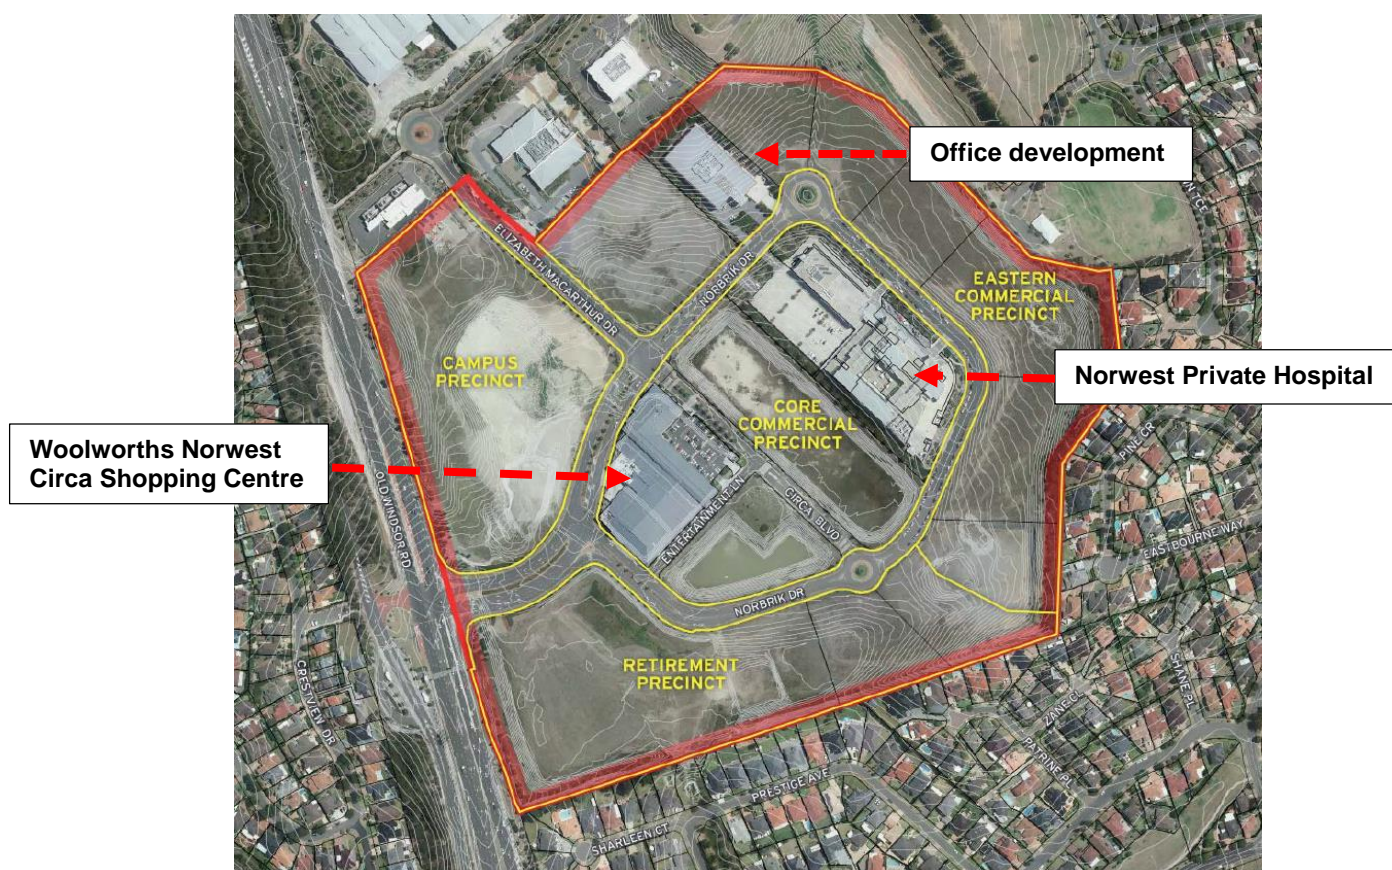 Office development
ELIZABETH MACARTHUR DR
NORBRIK DR
EASTERN
COMMERCIAL
PRECINCT
CAMPUS
PRECINCT
Norwest Private Hospital
CORE
COMMERCIAL
PRECINCT
Woolworths Norwest
Circa Shopping Centre
OLD WINDSOR RD
ENTERTAINMENT LN
CIRCA BLVD
PINE CR
EASTBOURNE WAY
NORBRIK DR
RETIREMENT
PRECINCT
CRESTVIEW DR
SHANE PL
ZANE CL
PATRINE PL
PRESTIGE AVE
SHARLEEN CT